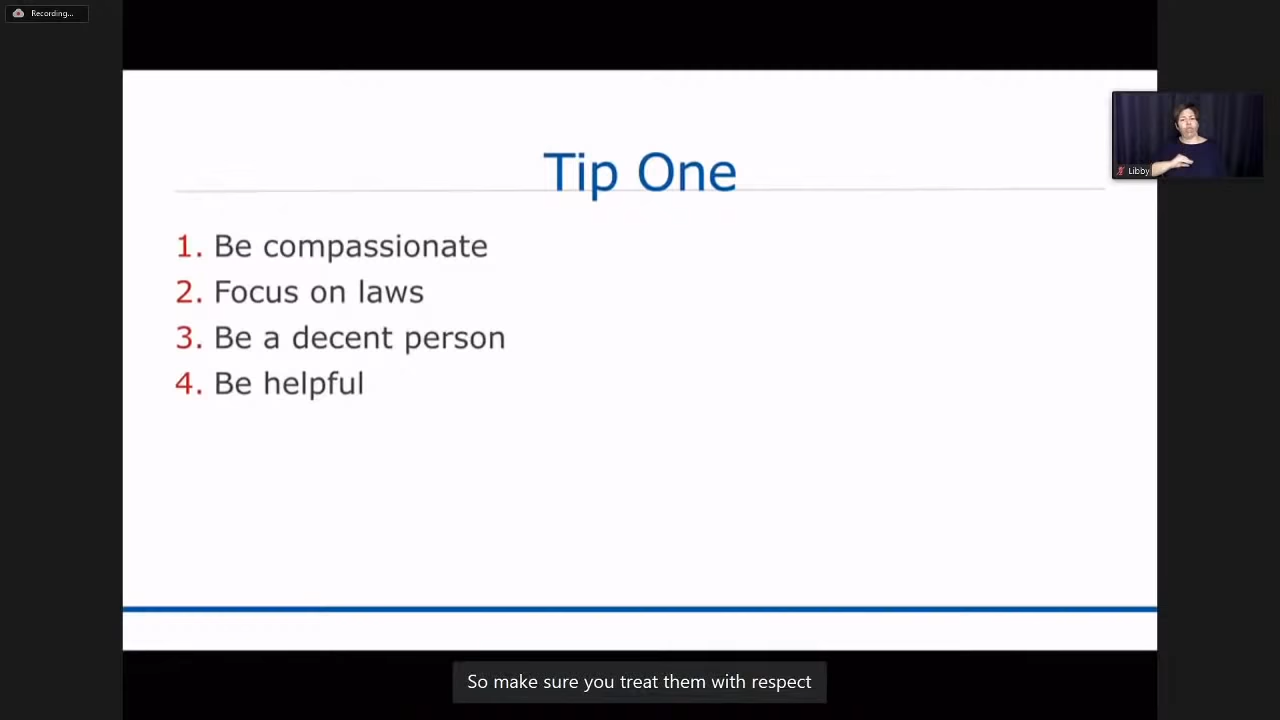 Recording...
Tip One
Libby
1. Be compassionate
2. Focus on laws
3. Be a decent person
4. Be helpful
So make sure you treat them with respect